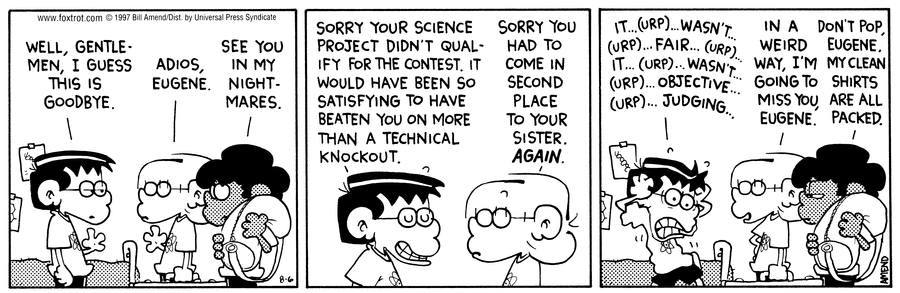 www.foxtrot.com © 1997 Bill Amend/Dist. by Universal Press Syndicate
WELL, GENTLE-
MEN, I GUESS
THIS IS
GOODBYE.
ADIOS,
EUGENE.
SEE YOU
IN MY
NIGHT-
MARES.
8-6
SORRY YOUR SCIENCE
PROJECT DIDN'T QUAL-
IFY FOR THE CONTEST. IT
WOULD HAVE BEEN SO
SATISFYING TO HAVE
BEATEN YOU ON MORE
THAN A TECHNICAL
KNOCKOUT.
SORRY YOU
HAD TO
COME IN
SECOND
PLACE
TO YOUR
SISTER.
AGAIN.
IT...(URP)...WASN'T...
(URP)...FAIR... (URP)...
IT... (URP)... WASN'T...
(URP)... OBJECTIVE...
(URP)... JUDGING...
IN A
WEIRD
WAY, I'M
GOING TO
MISS YOU,
EUGENE.
DON'T POP,
EUGENE.
MY CLEAN
SHIRTS
ARE ALL
PACKED.
AMEND